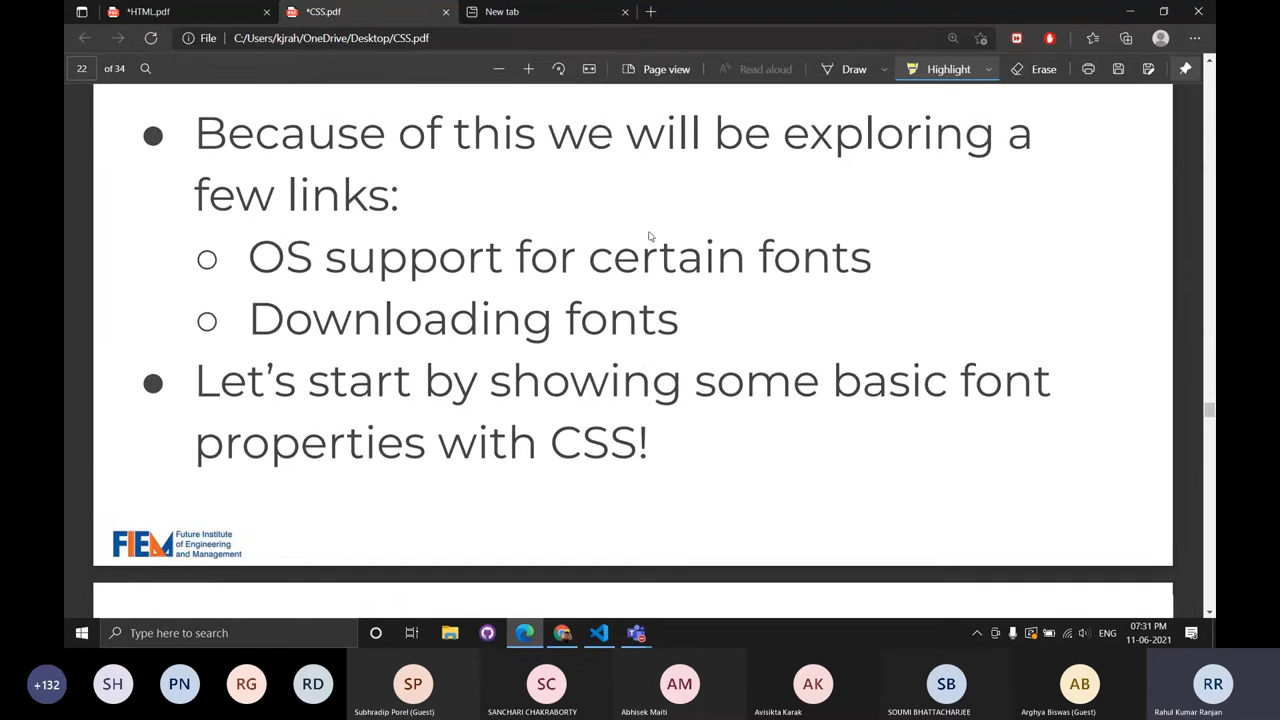 *HTML.pdf
*CSS.pdf
New tab
File
C:/Users/kjrah/OneDrive/Desktop/CSS.pdf
22
of 34
Page view
Read aloud
Draw
Highlight
Erase
● Because of this we will be exploring a
few links:
○ OS support for certain fonts
○ Downloading fonts
● Let's start by showing some basic font
properties with CSS!
FIEM
Future Institute
of Engineering
and Management
Type here to search
ENG
07:31 PM
11-06-2021
+132
SH
PN
RG
RD
SP
SC
AM
AK
SB
AB
RR
Subhradip Porel (Guest)
SANCHARI CHAKRABORTY
Abhisek Maiti
Avisikta Karak
SOUMI BHATTACHARJEE
Arghya Biswas (Guest)
Rahul Kumar Ranjan